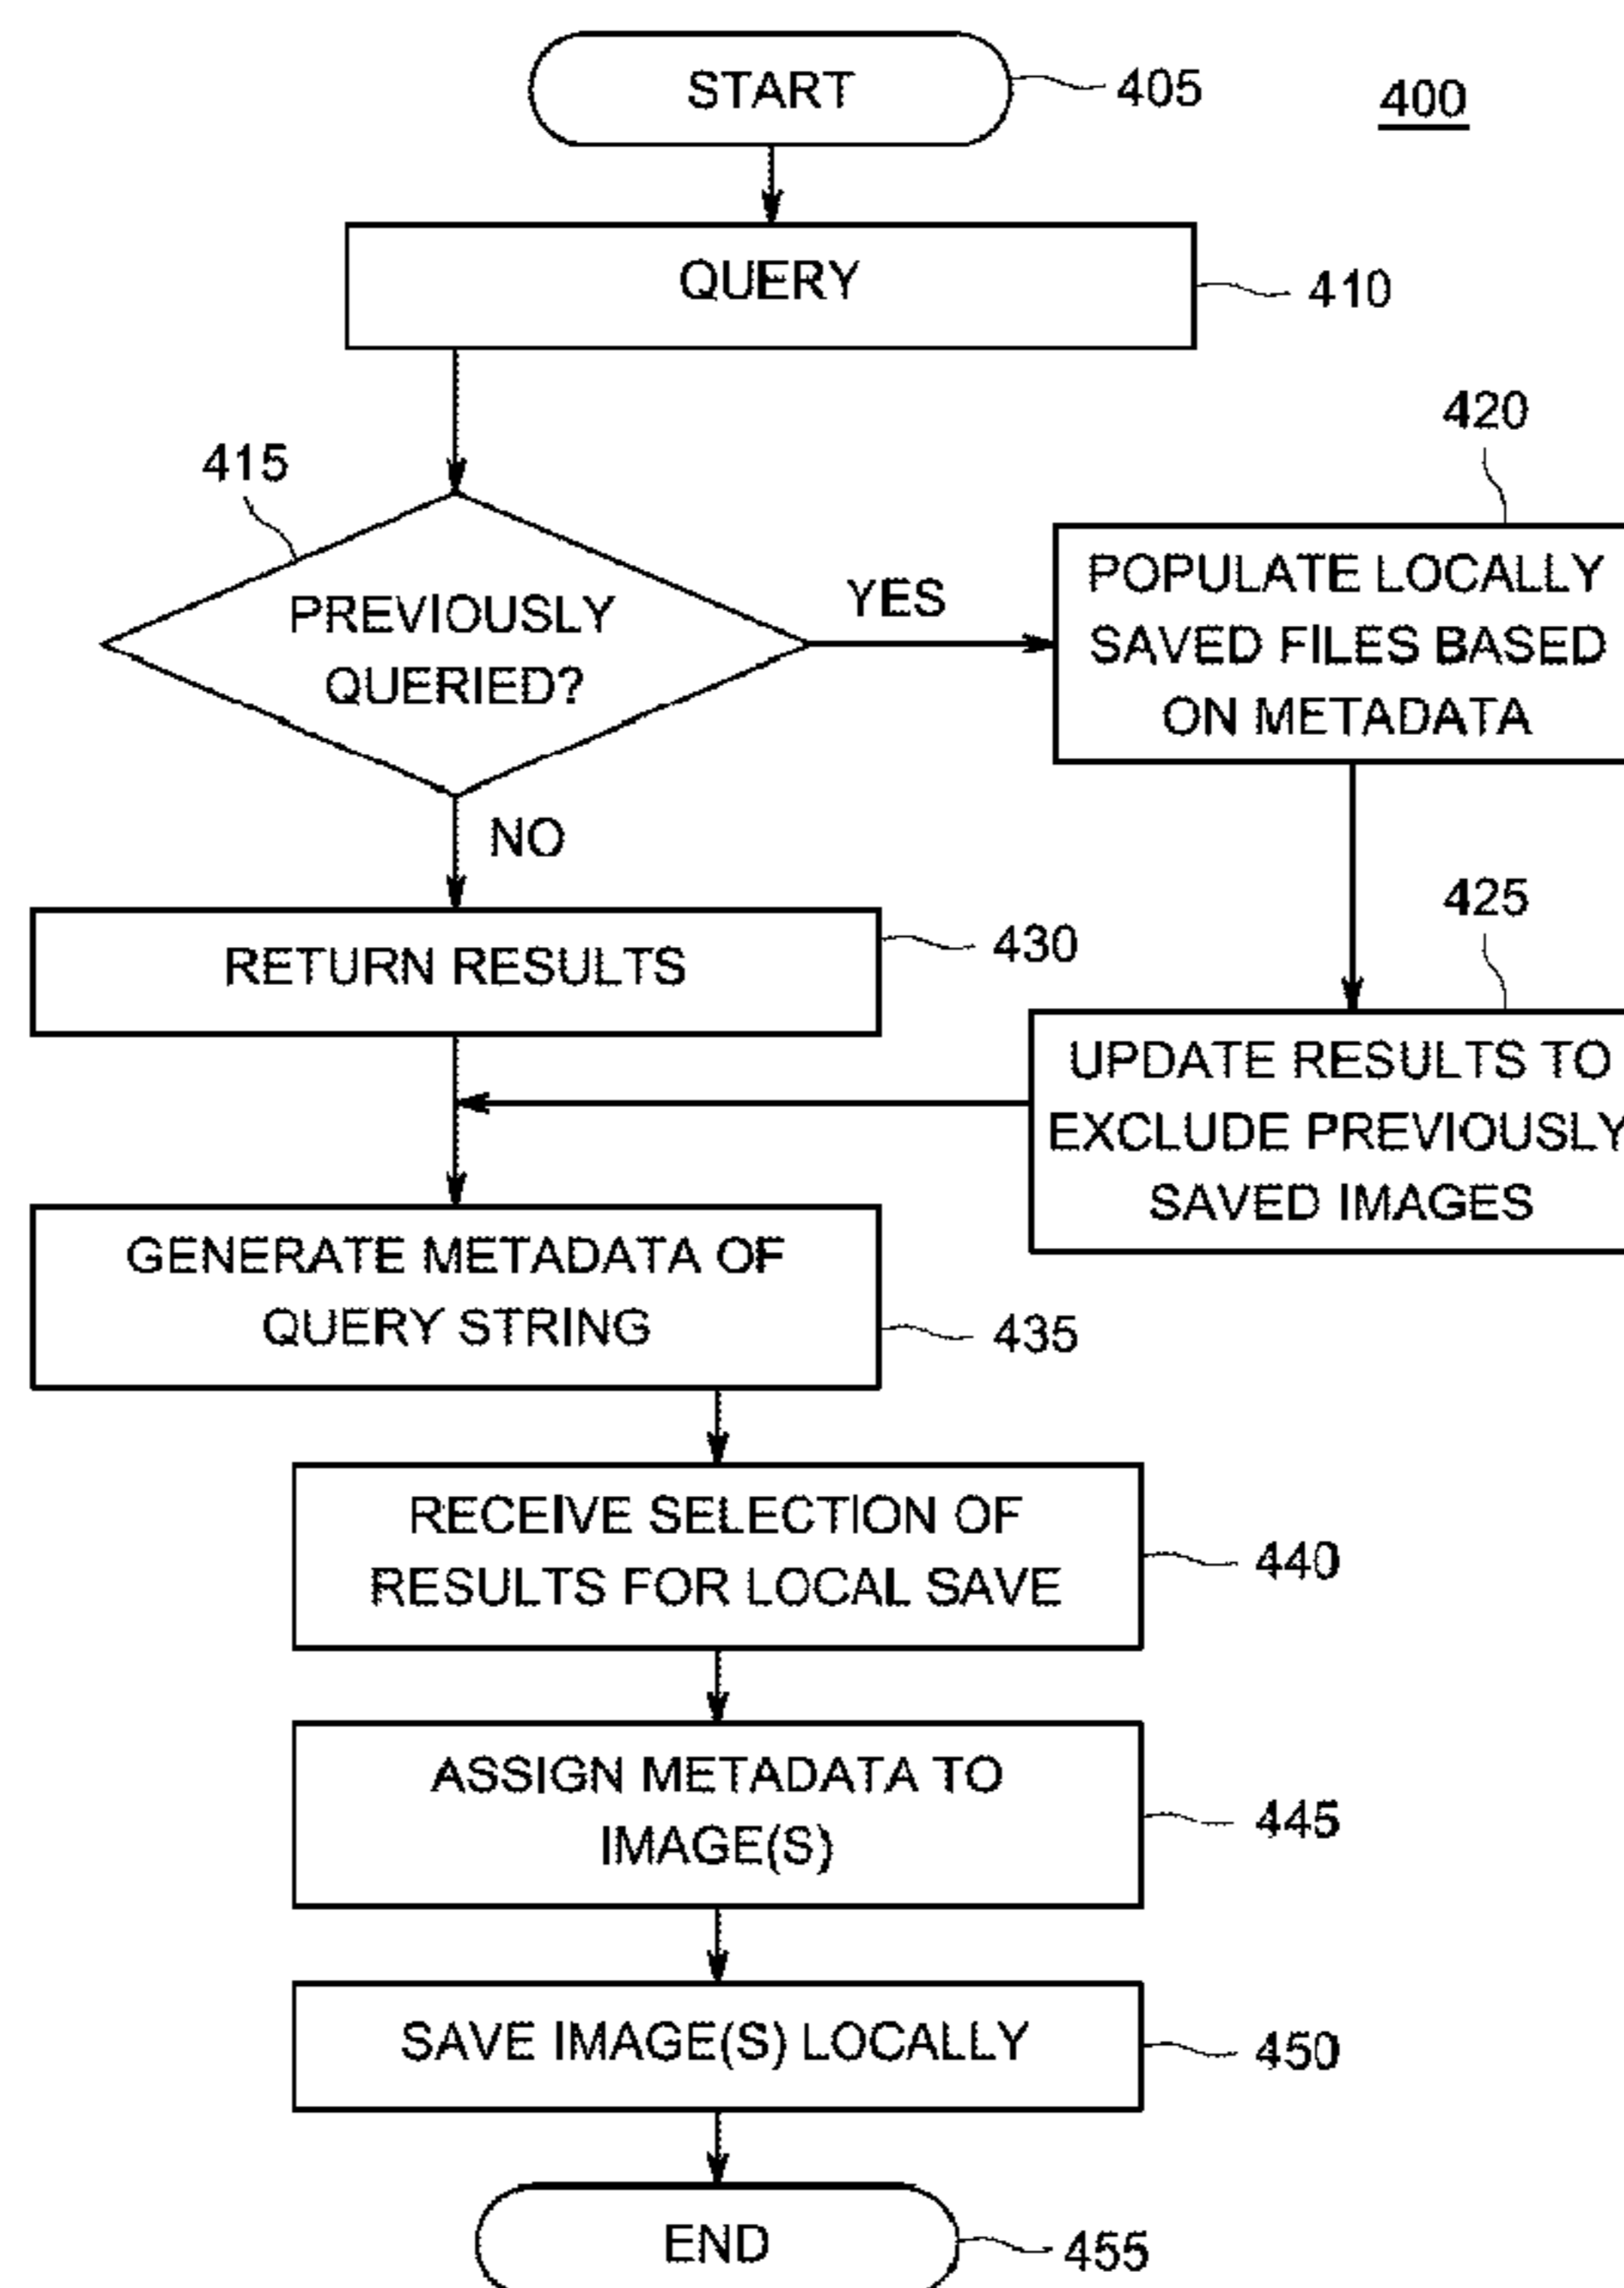 START
405
400
QUERY
410
415
PREVIOUSLY
QUERIED?
YES
420
POPULATE LOCALLY
SAVED FILES BASED
ON METADATA
NO
425
UPDATE RESULTS TO
EXCLUDE PREVIOUSLY
SAVED IMAGES
RETURN RESULTS
430
GENERATE METADATA OF
QUERY STRING
435
RECEIVE SELECTION OF
RESULTS FOR LOCAL SAVE
440
ASSIGN METADATA TO
IMAGE(S)
445
SAVE IMAGE(S) LOCALLY
450
END
455